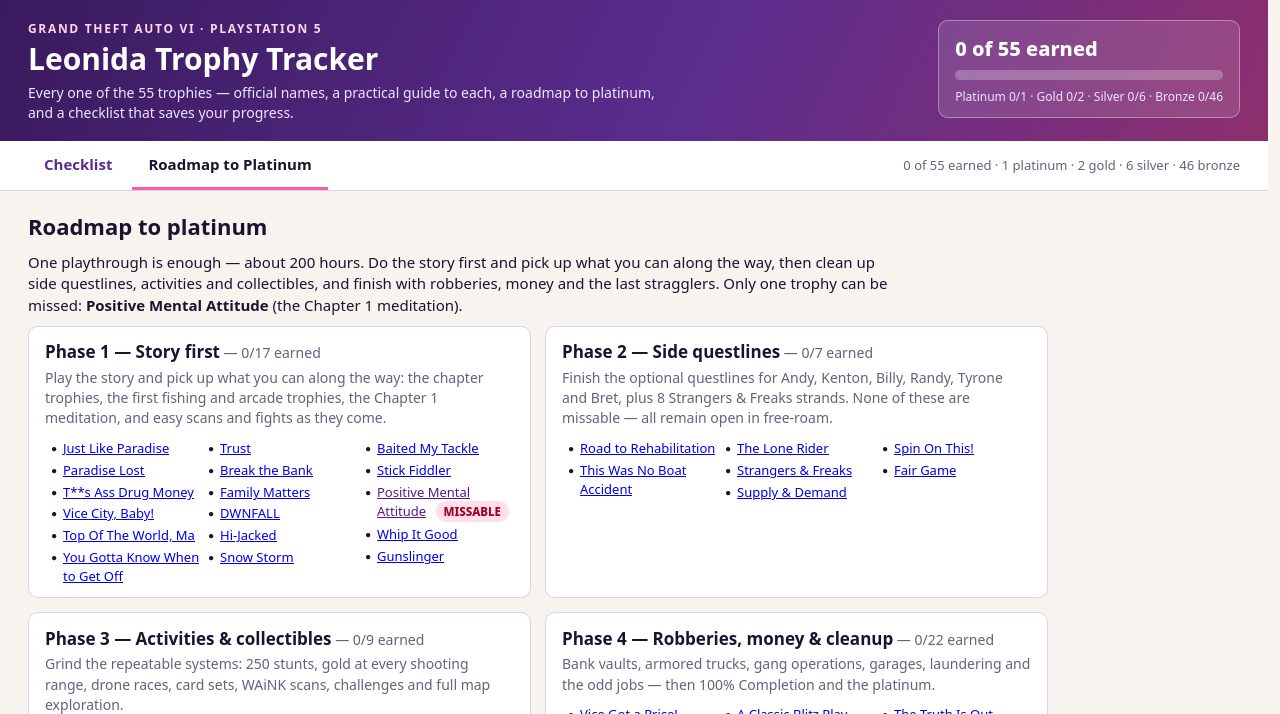 GRAND THEFT AUTO VI · PLAYSTATION 5
Leonida Trophy Tracker
Every one of the 55 trophies — official names, a practical guide to each, a roadmap to platinum,
and a checklist that saves your progress.
0 of 55 earned
Platinum 0/1 · Gold 0/2 · Silver 0/6 · Bronze 0/46
Checklist
Roadmap to Platinum
0 of 55 earned · 1 platinum · 2 gold · 6 silver · 46 bronze
Roadmap to platinum
One playthrough is enough — about 200 hours. Do the story first and pick up what you can along the way, then clean up
side questlines, activities and collectibles, and finish with robberies, money and the last stragglers. Only one trophy can be
missed: Positive Mental Attitude (the Chapter 1 meditation).
Phase 1 — Story first — 0/17 earned
Play the story and pick up what you can along the way: the chapter
trophies, the first fishing and arcade trophies, the Chapter 1
meditation, and easy scans and fights as they come.
• Just Like Paradise
• Paradise Lost
• T**s Ass Drug Money
• Vice City, Baby!
• Top Of The World, Ma
• You Gotta Know When
to Get Off
• Trust
• Break the Bank
• Family Matters
• DWNFALL
• Hi-Jacked
• Snow Storm
• Baited My Tackle
• Stick Fiddler
• Positive Mental
Attitude MISSABLE
• Whip It Good
• Gunslinger
Phase 2 — Side questlines — 0/7 earned
Finish the optional questlines for Andy, Kenton, Billy, Randy, Tyrone
and Bret, plus 8 Strangers & Freaks strands. None of these are
missable — all remain open in free-roam.
• Road to Rehabilitation
• This Was No Boat
Accident
• The Lone Rider
• Strangers & Freaks
• Supply & Demand
• Spin On This!
• Fair Game
Phase 3 — Activities & collectibles — 0/9 earned
Grind the repeatable systems: 250 stunts, gold at every shooting
range, drone races, card sets, WAiNK scans, challenges and full map
exploration.
Phase 4 — Robberies, money & cleanup — 0/22 earned
Bank vaults, armored trucks, gang operations, garages, laundering and
the odd jobs — then 100% Completion and the platinum.
• Vice Got a Price!
• A Classic Blitz Play
• The Truth Is Out